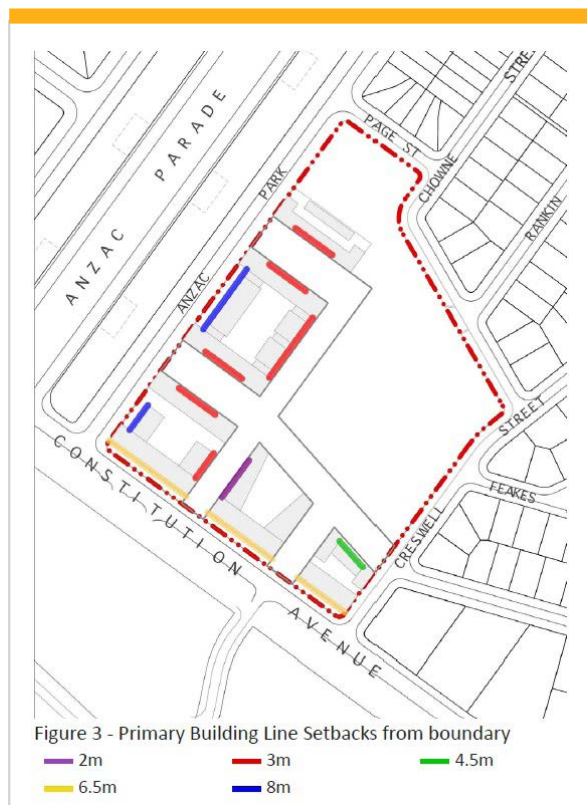 STRE
PAGE ST
CHOWNE
RANKIN
ANZAC PARADE
ANZAC PARK
STREET
FEAKES
CRESWELL
CONSTITUTION AVENUE
Figure 3 - Primary Building Line Setbacks from boundary
2m 3m 4.5m
6.5m 8m